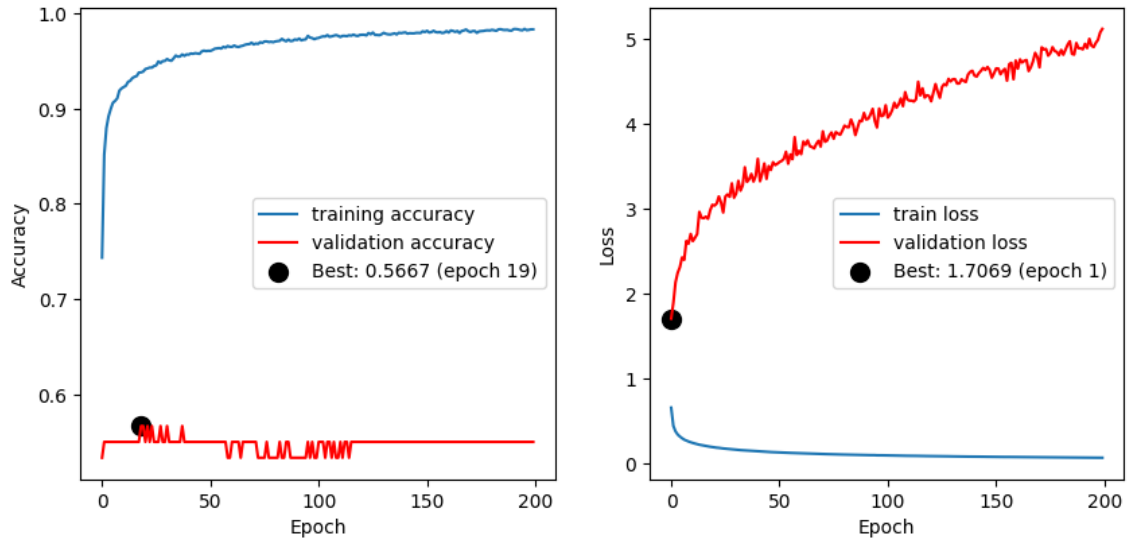 1.0
0.9
0.8
0.7
0.6
Accuracy
0
50
100
150
200
Epoch
training accuracy
validation accuracy
Best: 0.5667 (epoch 19)
5
4
3
2
1
0
Loss
0
50
100
150
200
Epoch
train loss
validation loss
Best: 1.7069 (epoch 1)